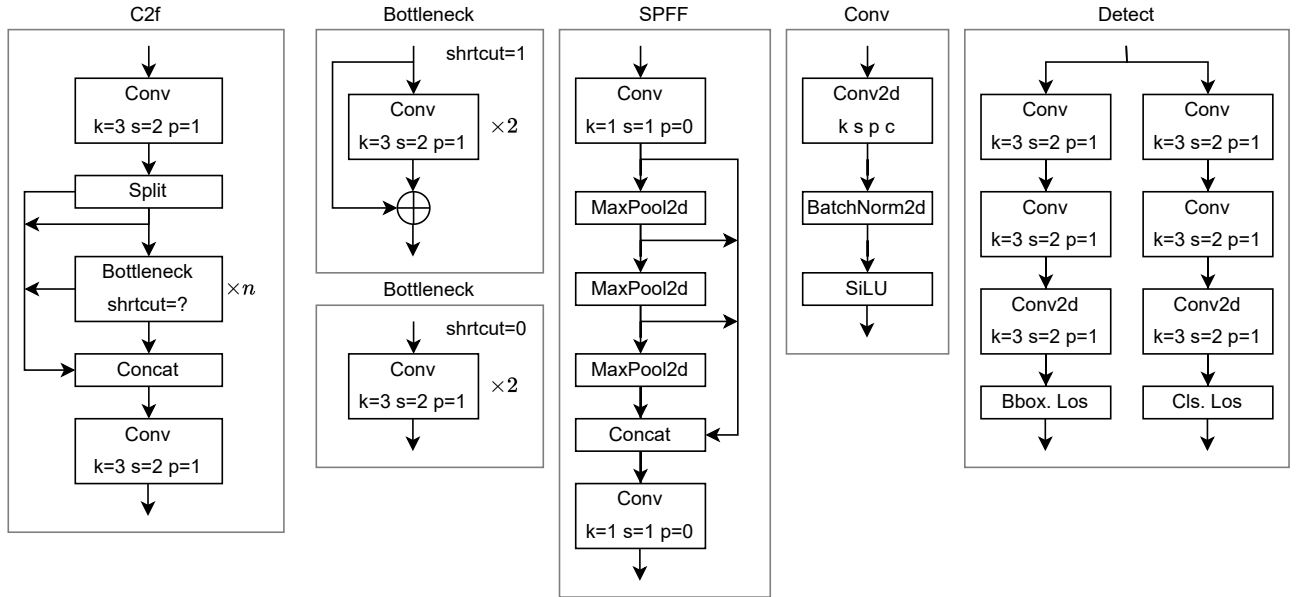 C2f
Conv
k=3 s=2 p=1
Split
Bottleneck
shrtcut=?
×n
Concat
Conv
k=3 s=2 p=1
Bottleneck
shrtcut=1
Conv
k=3 s=2 p=1
×2
Bottleneck
shrtcut=0
Conv
k=3 s=2 p=1
×2
SPFF
Conv
k=1 s=1 p=0
MaxPool2d
MaxPool2d
MaxPool2d
Concat
Conv
k=1 s=1 p=0
Conv
Conv2d
k s p c
BatchNorm2d
SiLU
Detect
Conv
k=3 s=2 p=1
Conv
k=3 s=2 p=1
Conv2d
k=3 s=2 p=1
Bbox. Los
Conv
k=3 s=2 p=1
Conv
k=3 s=2 p=1
Conv2d
k=3 s=2 p=1
Cls. Los